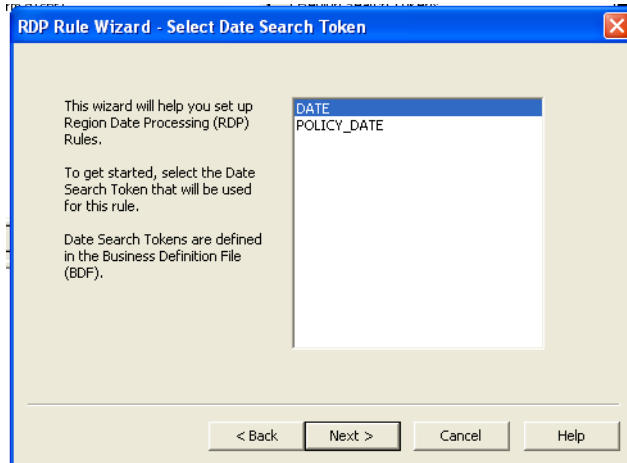 RDP Rule Wizard - Select Date Search Token
This wizard will help you set up
Region Date Processing (RDP)
Rules.
To get started, select the Date
Search Token that will be used
for this rule.
Date Search Tokens are defined
in the Business Definition File
(BDF).
DATE
POLICY_DATE
< Back
Next >
Cancel
Help